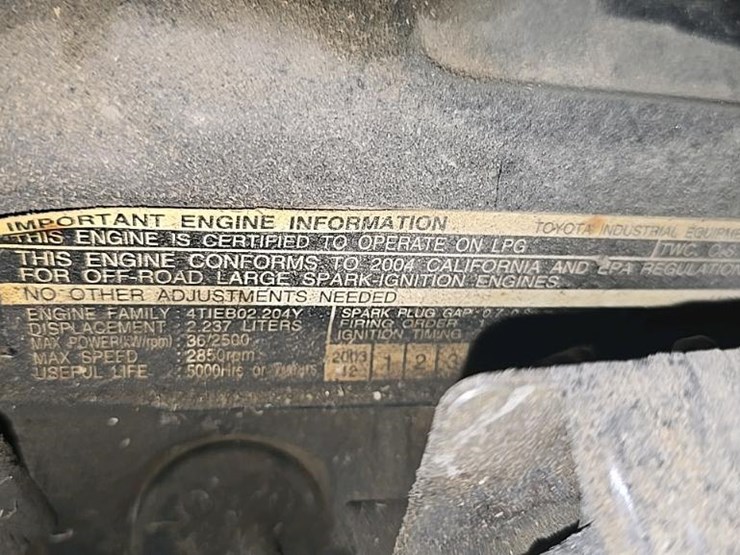 IMPORTANT ENGINE INFORMATION TOYOTA INDUSTRIAL
THIS ENGINE IS CERTIFIED TO OPERATE ON LPG TWC,
THIS ENGINE CONFORMS TO 2004 CALIFORNIA AND EPA REGULATION
FOR OFF-ROAD LARGE SPARK-IGNITION ENGINES
NO OTHER ADJUSTMENTS NEEDED
ENGINE FAMILY : 4TIEB02.204Y SPARK PLUG GAP : 0.7-0.8
DISPLACEMENT : 2.237 LITERS FIRING ORDER 1
MAX POWER(kW/rpm) : 36/2500 IGNITION TIMING
MAX SPEED : 2850rpm 2003
USEFUL LIFE : 5000Hrs or 7years 12 1 2 3